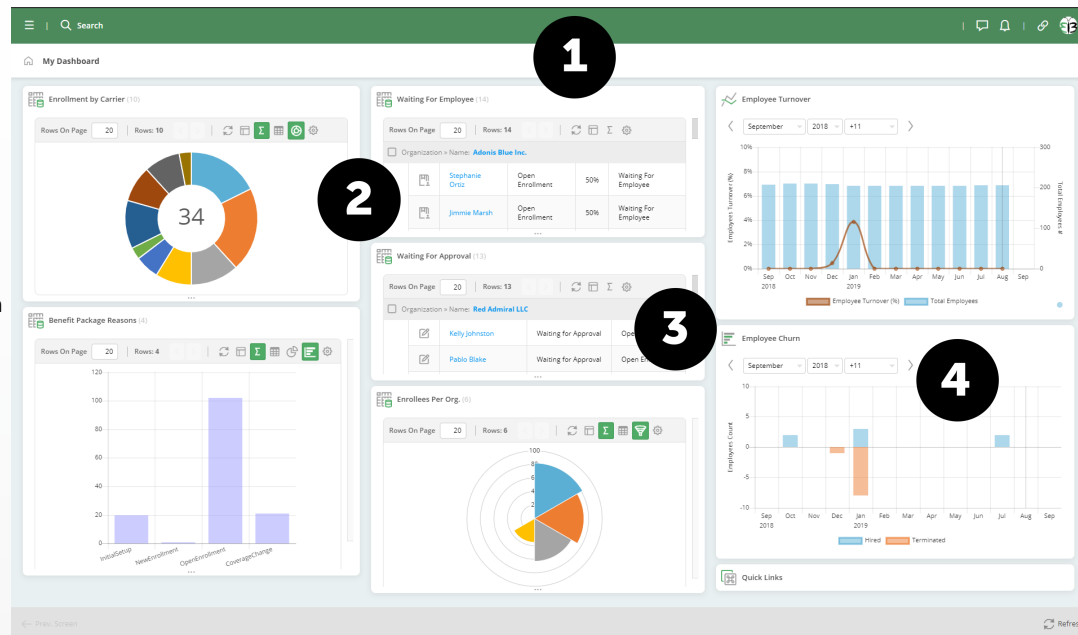 Search
My Dashboard
1
2
3
4
Enrollment by Carrier (10)
Rows On Page 20 Rows: 10
34
Benefit Package Reasons (4)
Rows On Page 20 Rows: 4
120
100
80
60
40
20
0
InitialSetup NewEnrollment OpenEnrollment CoverageChange
Waiting For Employee (14)
Rows On Page 20 Rows: 14
Organization » Name: Adonis Blue Inc.
Stephanie Ortiz Open Enrollment 50% Waiting For Employee
Jimmie Marsh Open Enrollment 50% Waiting For Employee
Waiting For Approval (13)
Rows On Page 20 Rows: 13
Organization » Name: Red Admiral LLC
Kelly Johnston Waiting for Approval Ope
Pablo Blake Waiting for Approval Open
Enrollees Per Org. (6)
Rows On Page 20 Rows: 6
100
Employee Turnover
September 2018 +11
10% 300
8%
200
6%
4%
100
2%
0% 0
Employees Turnover (%)
Total Employees #
Sep Oct Nov Dec Jan Feb Mar Apr May Jun Jul Aug Sep
2018 2019
Employee Turnover (%) Total Employees
Employee Churn
September 2018 +11
10
5
0
-5
-10
Employees Count
Sep Oct Nov Dec Jan Feb Mar Apr May Jun Jul Aug Sep
2018 2019
Hired Terminated
Quick Links
Prev. Screen
Refres